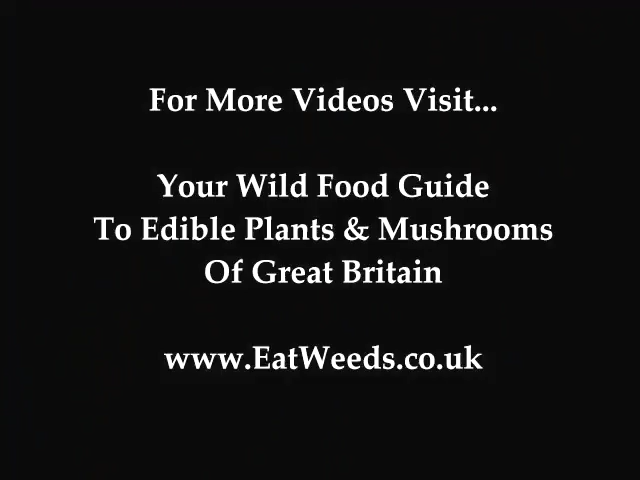 For More Videos Visit...
Your Wild Food Guide
To Edible Plants & Mushrooms
Of Great Britain
www.EatWeeds.co.uk